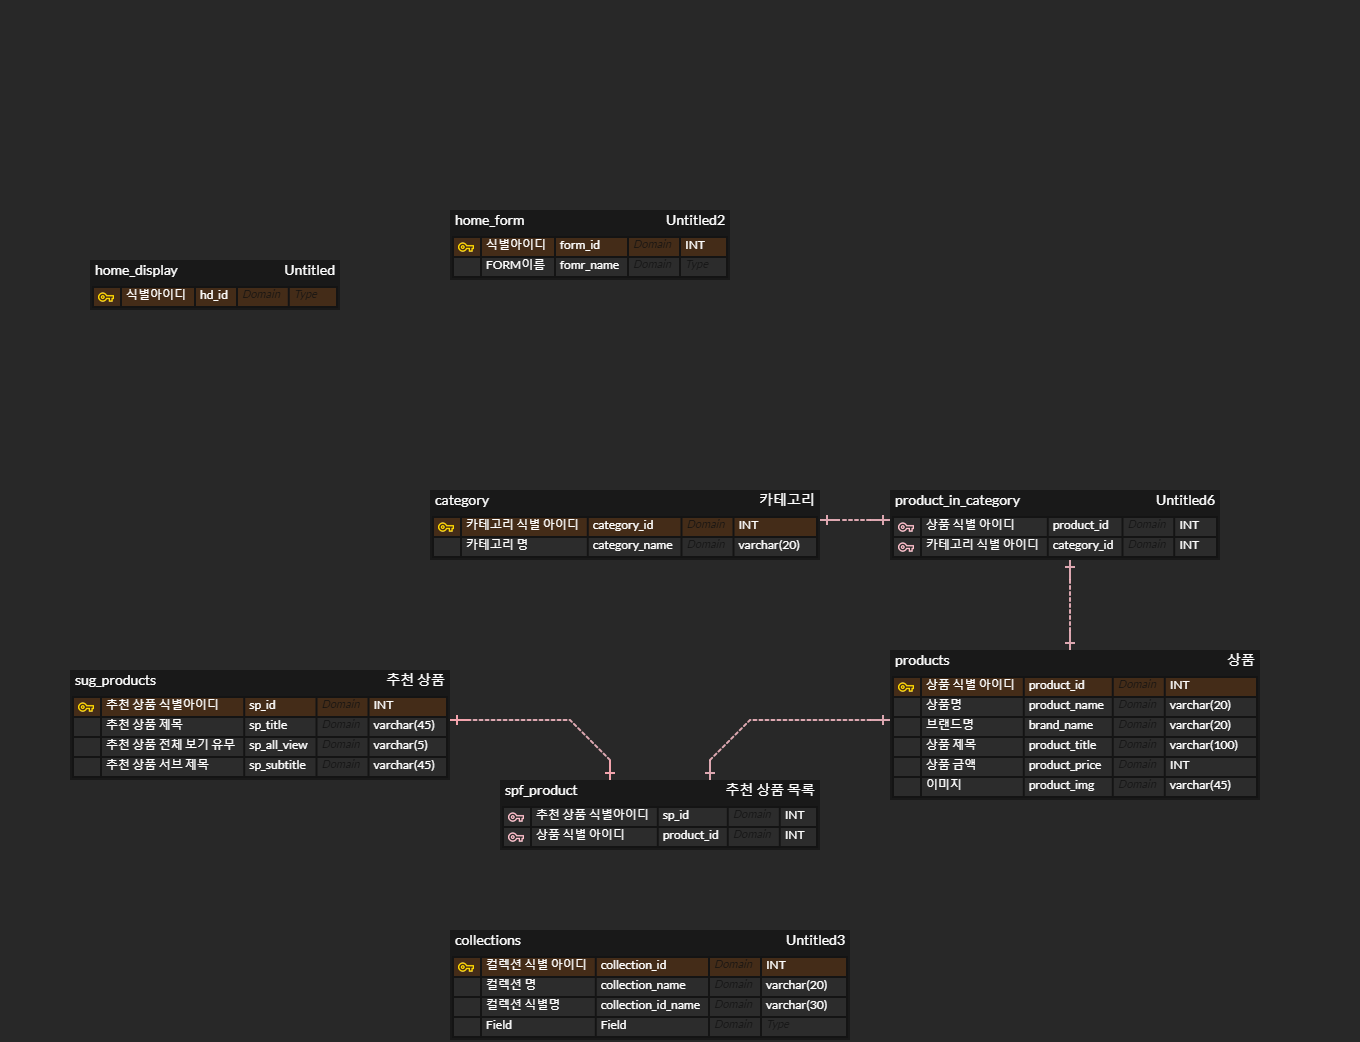 home_form Untitled2
식별아이디 form_id Domain INT
FORM이름 fomr_name Domain Type
home_display Untitled
식별아이디 hd_id Domain Type
category 카테고리
카테고리 식별 아이디 category_id Domain INT
카테고리 명 category_name Domain varchar(20)
product_in_category Untitled6
상품 식별 아이디 product_id Domain INT
카테고리 식별 아이디 category_id Domain INT
products 상품
상품 식별 아이디 product_id Domain INT
상품명 product_name Domain varchar(20)
브랜드명 brand_name Domain varchar(20)
상품 제목 product_title Domain varchar(100)
상품 금액 product_price Domain INT
이미지 product_img Domain varchar(45)
sug_products 추천 상품
추천 상품 식별아이디 sp_id Domain INT
추천 상품 제목 sp_title Domain varchar(45)
추천 상품 전체 보기 유무 sp_all_view Domain varchar(5)
추천 상품 서브 제목 sp_subtitle Domain varchar(45)
spf_product 추천 상품 목록
추천 상품 식별아이디 sp_id Domain INT
상품 식별 아이디 product_id Domain INT
collections Untitled3
컬렉션 식별 아이디 collection_id Domain INT
컬렉션 명 collection_name Domain varchar(20)
컬렉션 식별명 collection_id_name Domain varchar(30)
Field Field Domain Type